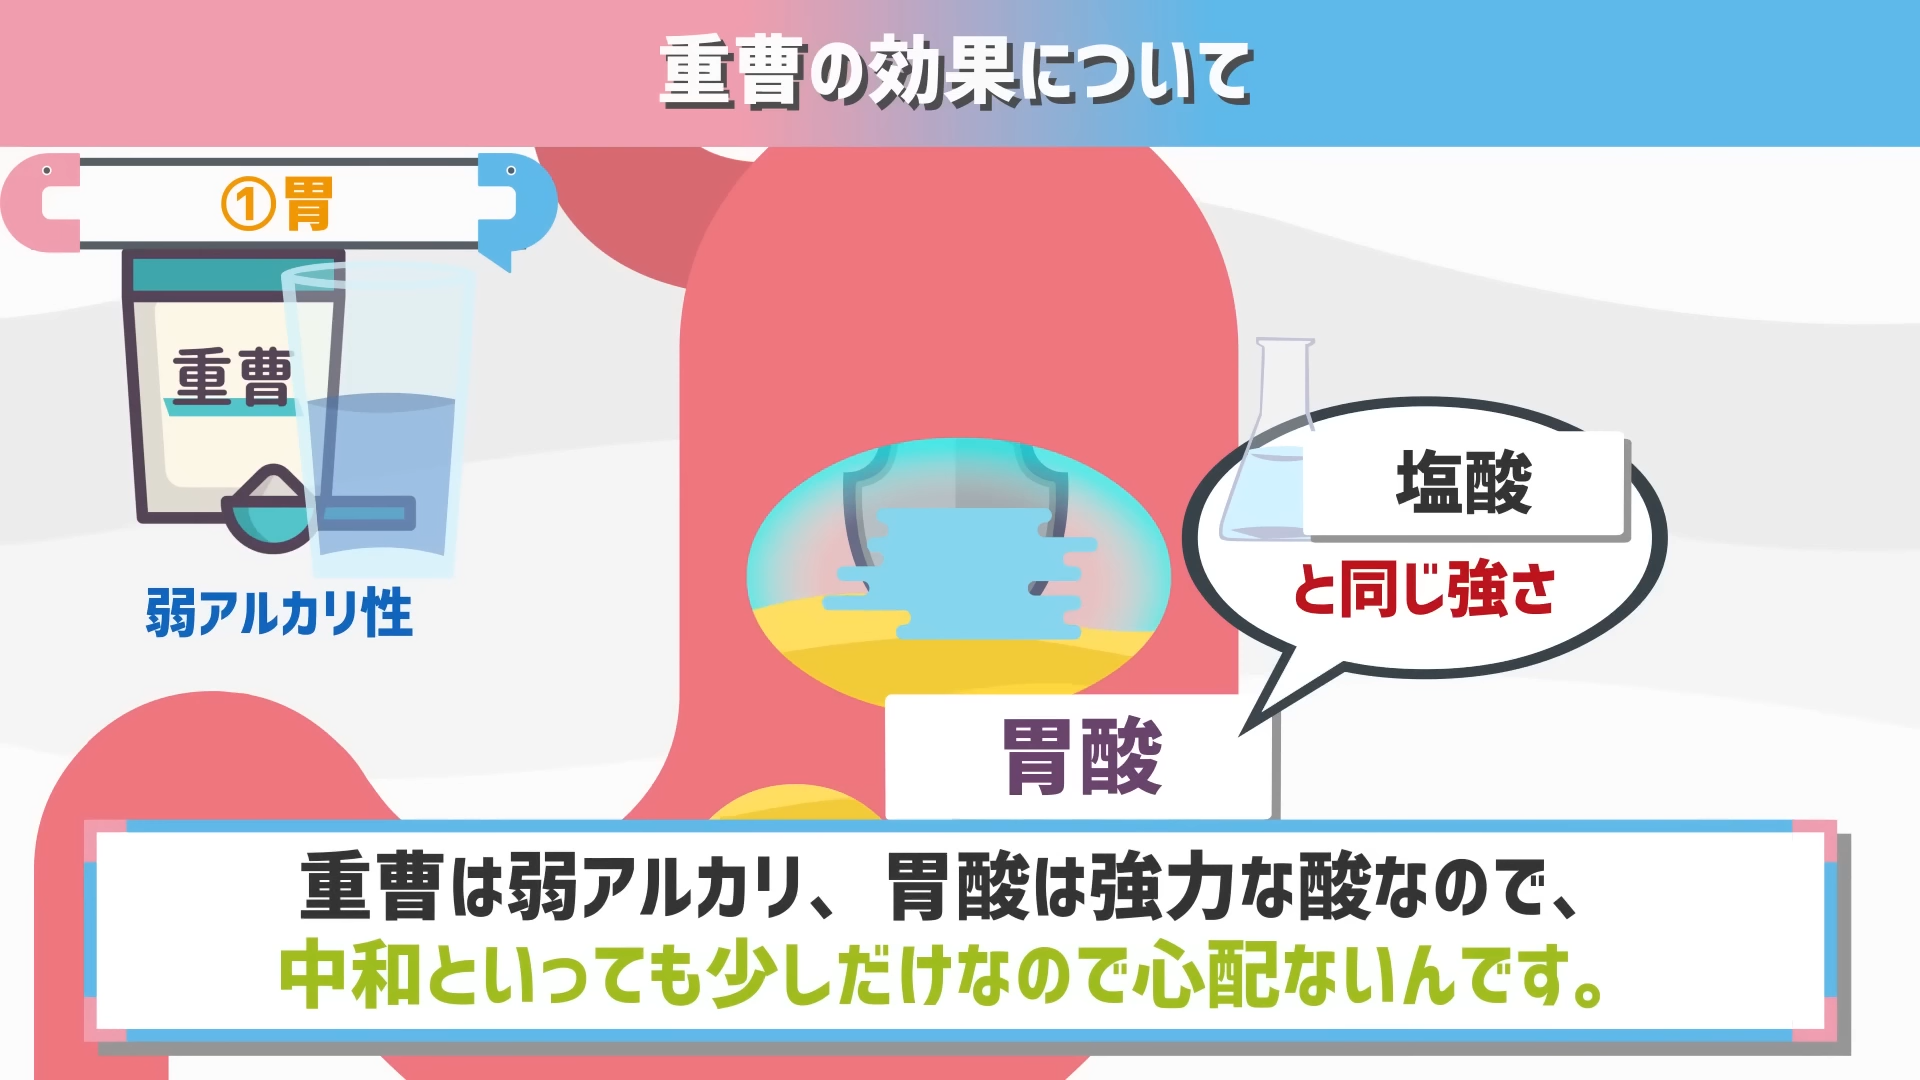 重曹の効果について
①胃
重曹
弱アルカリ性
塩酸
と同じ強さ
胃酸
重曹は弱アルカリ、胃酸は強力な酸なので、
中和といっても少しだけなので心配ないんです。